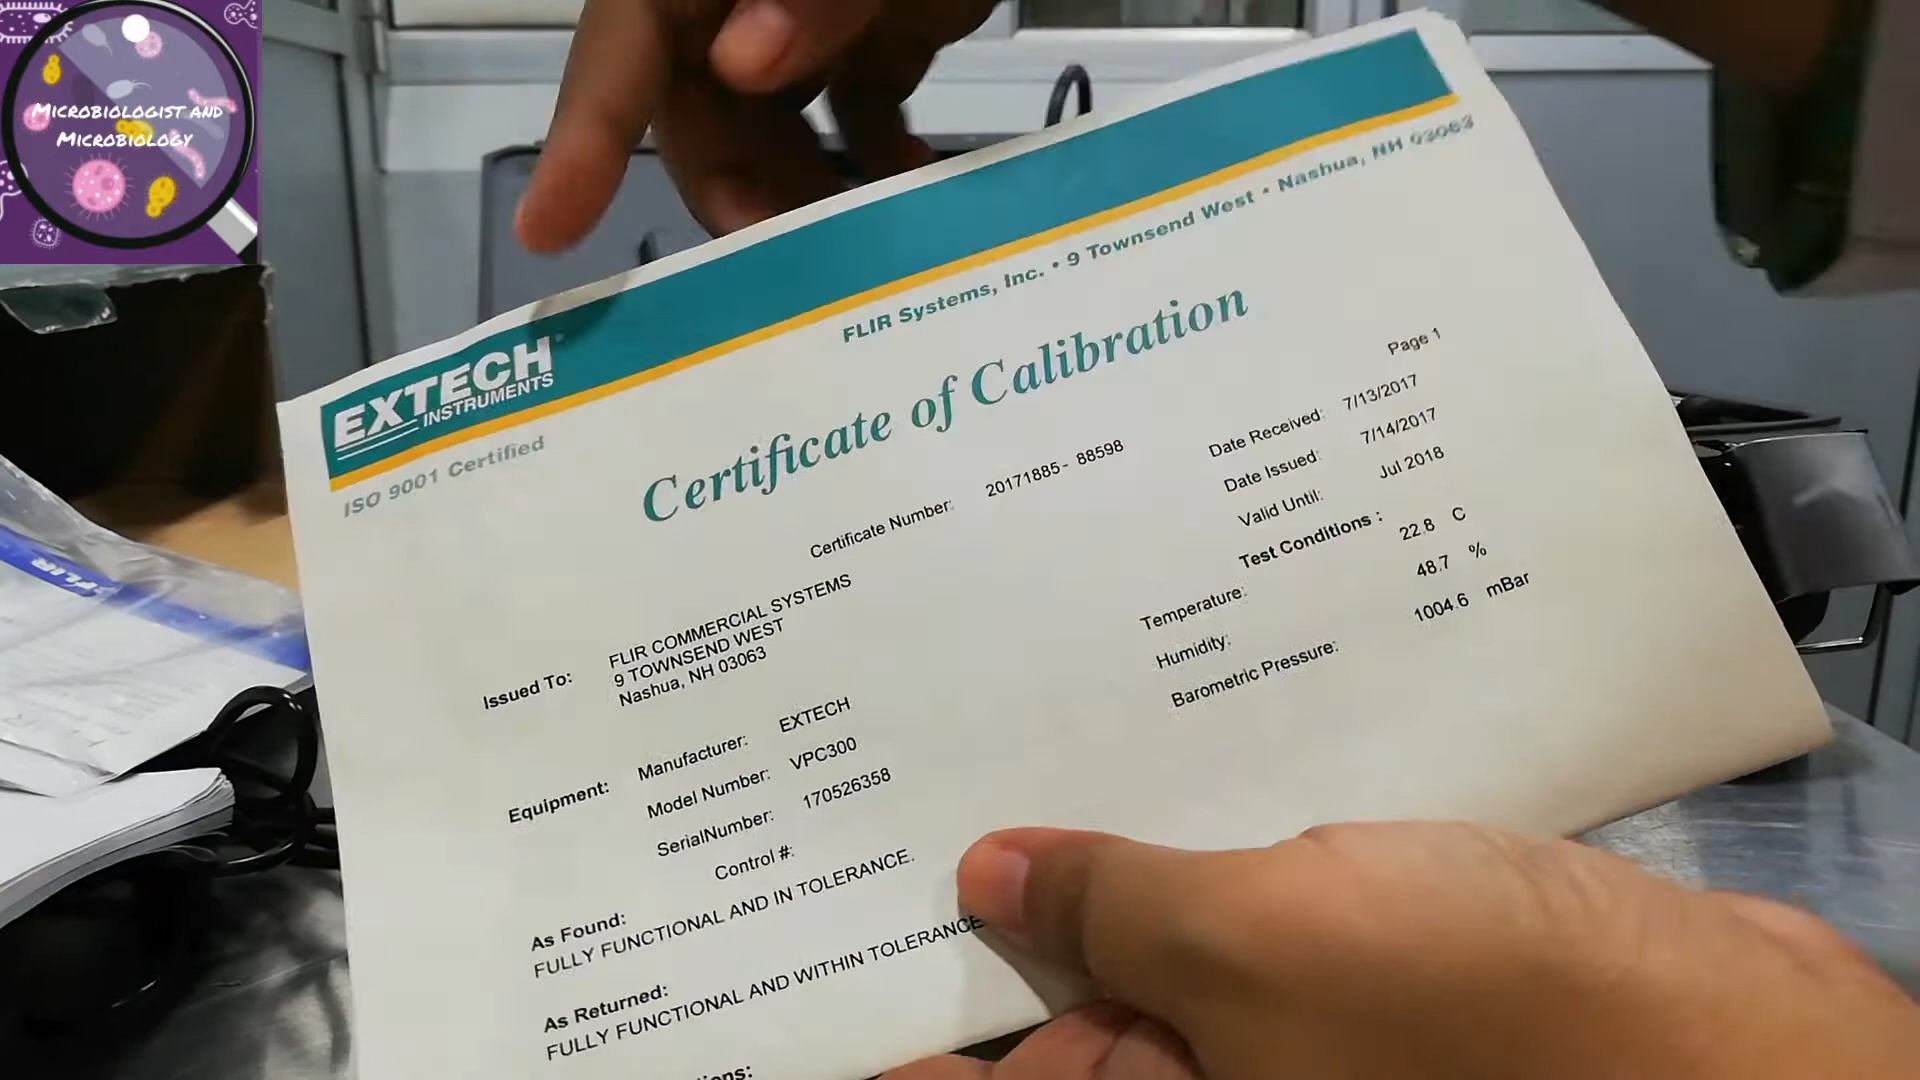 MICROBIOLOGIST AND
MICROBIOLOGY
EXTECH
INSTRUMENTS
ISO 9001 Certified
FLIR Systems, Inc. • 9 Townsend West • Nashua, NH 03063
Certificate of Calibration
Page 1
Certificate Number: 20171885- 88598
Date Received: 7/13/2017
Date Issued: 7/14/2017
Valid Until: Jul 2018
Test Conditions :
Temperature: 22.8 C
Humidity: 48.7 %
Barometric Pressure: 1004.6 mBar
Issued To: FLIR COMMERCIAL SYSTEMS
9 TOWNSEND WEST
Nashua, NH 03063
Equipment: Manufacturer: EXTECH
Model Number: VPC300
SerialNumber: 170526358
Control #:
As Found:
FULLY FUNCTIONAL AND IN TOLERANCE.
As Returned:
FULLY FUNCTIONAL AND WITHIN TOLERANCE
FLIR